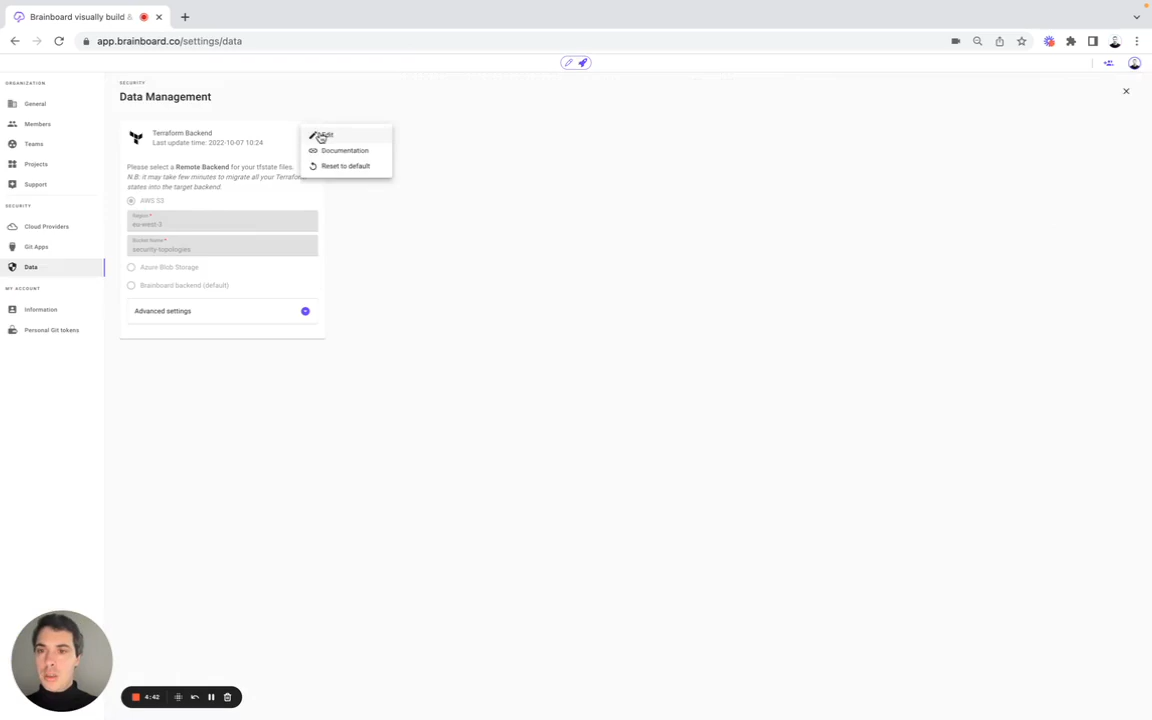 Brainboard visually build &
app.brainboard.co/settings/data
ORGANIZATION
General
Members
Teams
Projects
Support
SECURITY
Cloud Providers
Git Apps
Data
MY ACCOUNT
Information
Personal Git tokens
SECURITY
Data Management
Terraform Backend
Last update time: 2022-10-07 10:24
Edit
Documentation
Reset to default
Please select a Remote Backend for your tfstate files.
N.B: it may take few minutes to migrate all your Terraform
states into the target backend.
AWS S3
Region *
eu-west-3
Bucket Name *
security-topologies
Azure Blob Storage
Brainboard backend (default)
Advanced settings
4:42